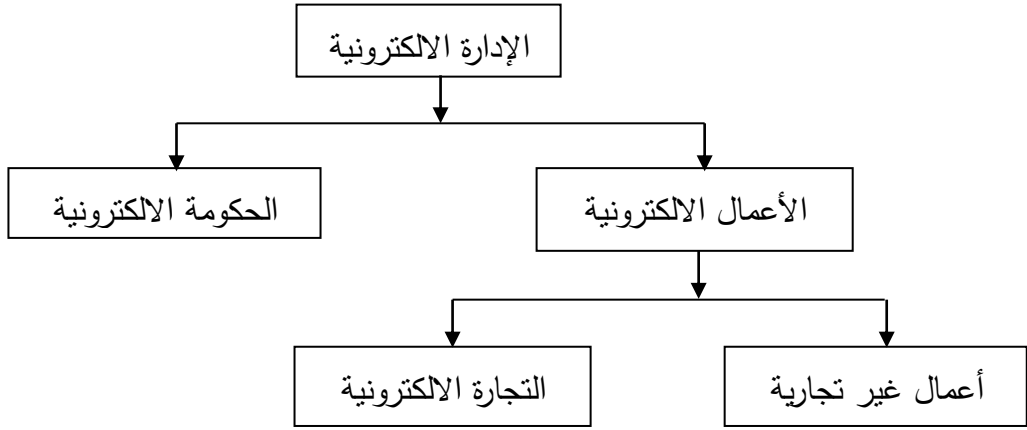 الإدارة الالكترونية
الأعمال الالكترونية
الحكومة الالكترونية
أعمال غير تجارية
التجارة الالكترونية